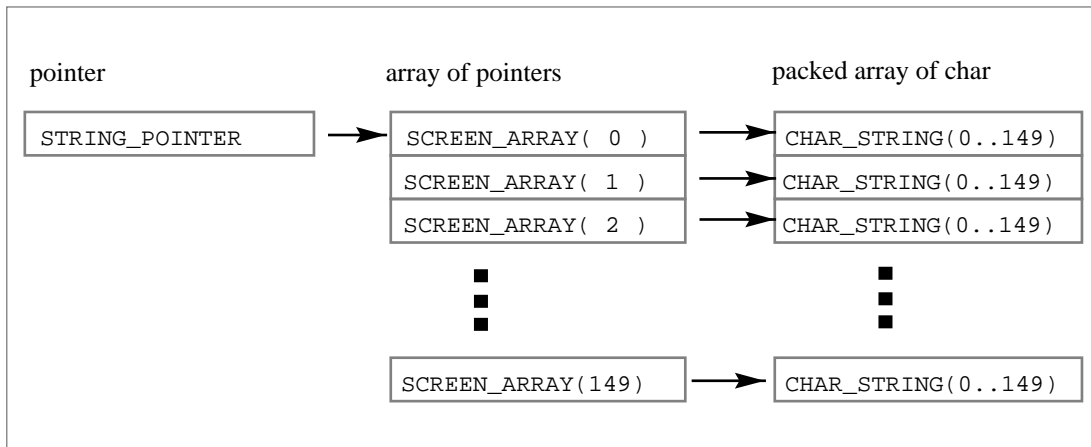 pointer array of pointers packed array of char
STRING_POINTER SCREEN_ARRAY( 0 ) CHAR_STRING(0..149)
SCREEN_ARRAY( 1 ) CHAR_STRING(0..149)
SCREEN_ARRAY( 2 ) CHAR_STRING(0..149)
SCREEN_ARRAY(149) CHAR_STRING(0..149)